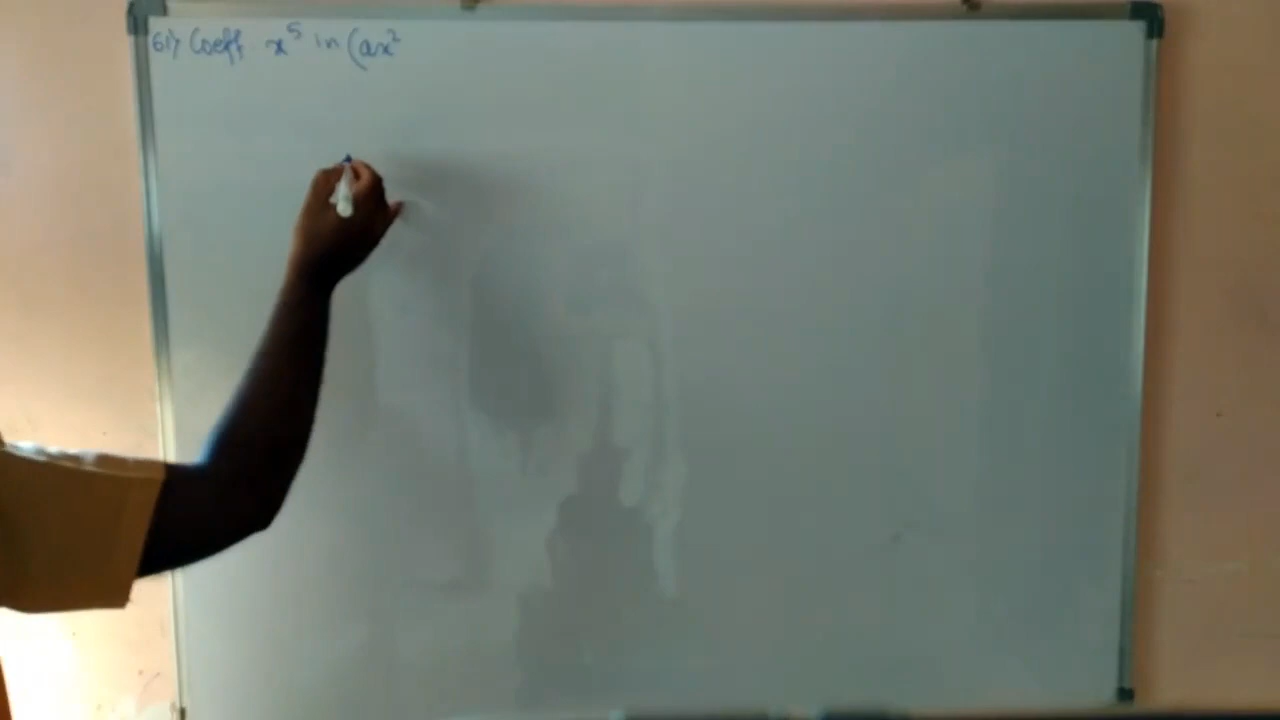 61) Coeff x⁵ in (ax²